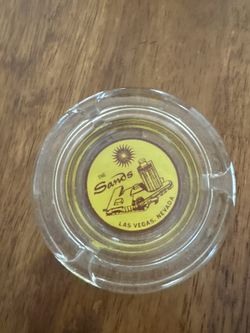 THE
Sands
LAS VEGAS, NEVADA